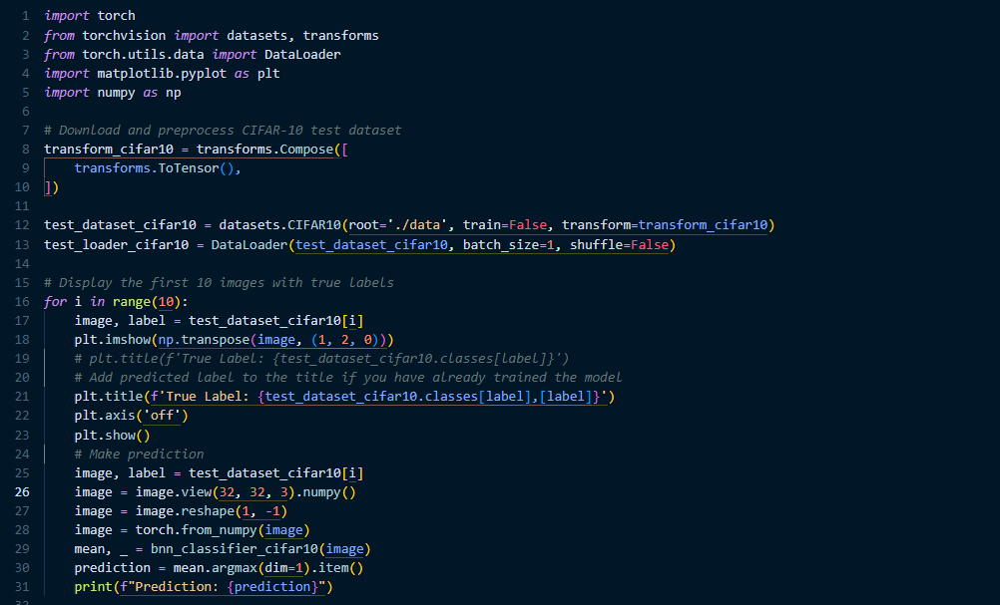 1 import torch
2 from torchvision import datasets, transforms
3 from torch.utils.data import DataLoader
4 import matplotlib.pyplot as plt
5 import numpy as np
6
7 # Download and preprocess CIFAR-10 test dataset
8 transform_cifar10 = transforms.Compose([
9     transforms.ToTensor(),
10 ])
11
12 test_dataset_cifar10 = datasets.CIFAR10(root='./data', train=False, transform=transform_cifar10)
13 test_loader_cifar10 = DataLoader(test_dataset_cifar10, batch_size=1, shuffle=False)
14
15 # Display the first 10 images with true labels
16 for i in range(10):
17     image, label = test_dataset_cifar10[i]
18     plt.imshow(np.transpose(image, (1, 2, 0)))
19     # plt.title(f'True Label: {test_dataset_cifar10.classes[label]}')
20     # Add predicted label to the title if you have already trained the model
21     plt.title(f'True Label: {test_dataset_cifar10.classes[label],[label]}')
22     plt.axis('off')
23     plt.show()
24     # Make prediction
25     image, label = test_dataset_cifar10[i]
26     image = image.view(32, 32, 3).numpy()
27     image = image.reshape(1, -1)
28     image = torch.from_numpy(image)
29     mean, _ = bnn_classifier_cifar10(image)
30     prediction = mean.argmax(dim=1).item()
31     print(f"Prediction: {prediction}")
32